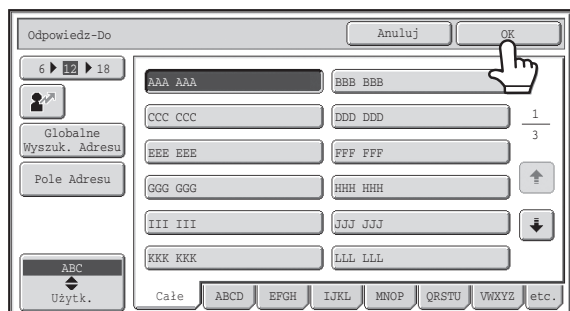 Odpowiedz-Do
Anuluj
OK
6 12 18
AAA AAA
BBB BBB
CCC CCC
DDD DDD
1
3
Globalne
Wyszuk. Adresu
EEE EEE
FFF FFF
Pole Adresu
GGG GGG
HHH HHH
III III
JJJ JJJ
KKK KKK
LLL LLL
ABC
Użytk.
Całe ABCD EFGH IJKL MNOP QRSTU VWXYZ etc.